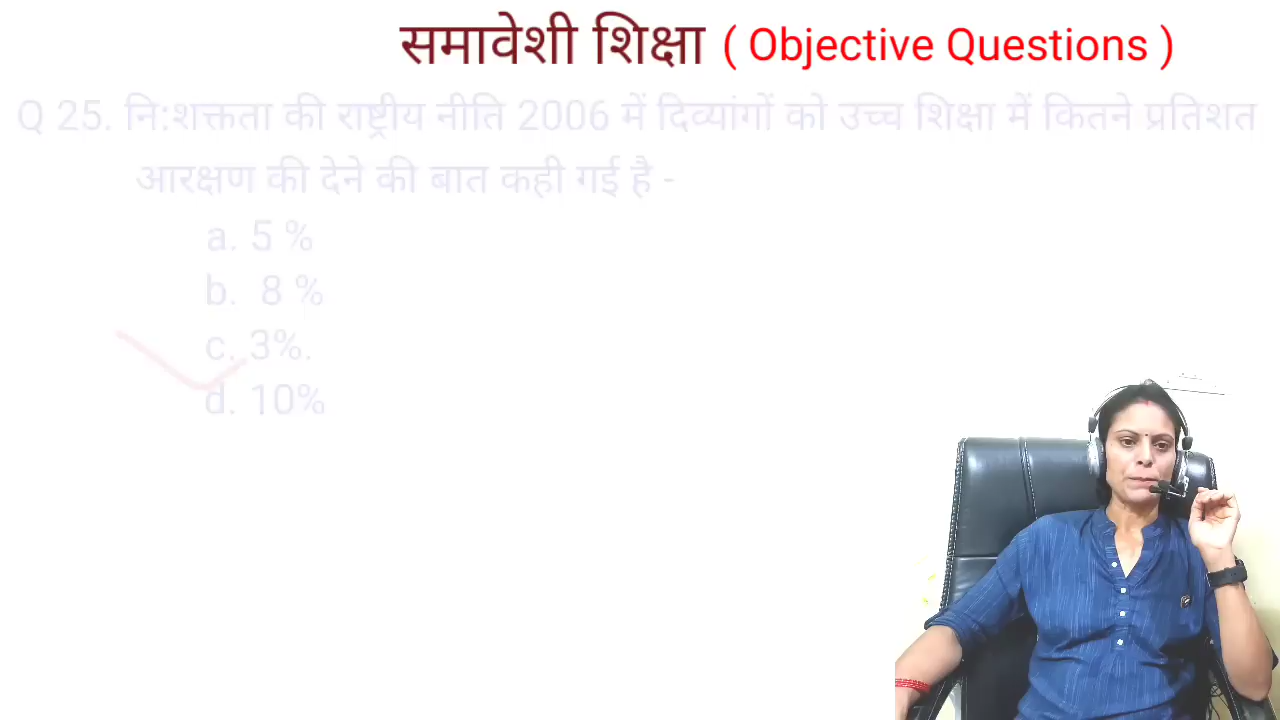 समावेशी शिक्षा ( Objective Questions )
Q 25. नि:शक्तता की राष्ट्रीय नीति 2006 में दिव्यांगों को उच्च शिक्षा में कितने प्रतिशत
आरक्षण की देने की बात कही गई है -
a. 5 %
b. 8 %
c. 3%.
d. 10%